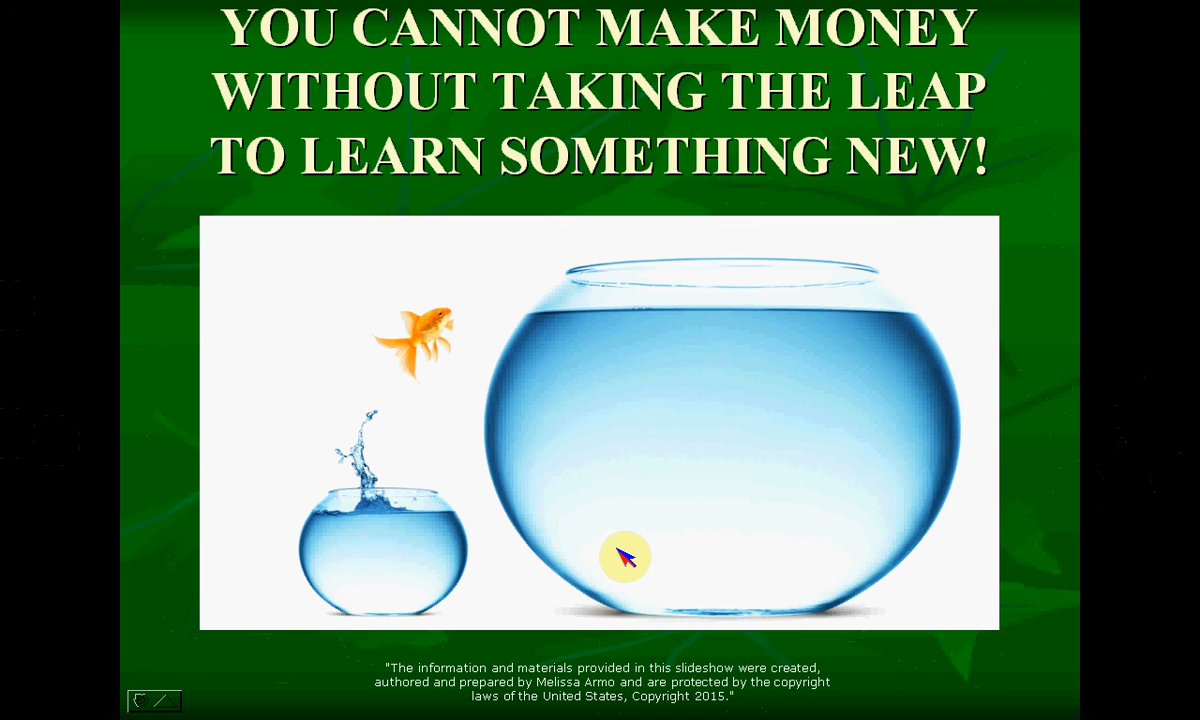 YOU CANNOT MAKE MONEY
WITHOUT TAKING THE LEAP
TO LEARN SOMETHING NEW!
"The information and materials provided in this slideshow were created,
authored and prepared by Melissa Armo and are protected by the copyright
laws of the United States, Copyright 2015."